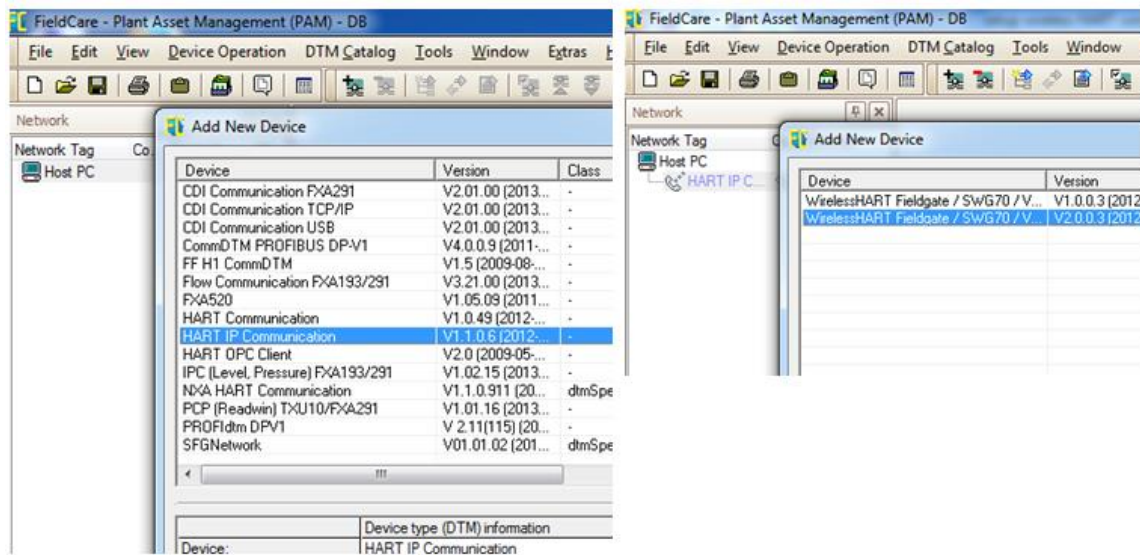 FieldCare - Plant Asset Management (PAM) - DB
File Edit View Device Operation DTM Catalog Tools Window Extras
Network
Network Tag Co
Host PC
Add New Device
Device Version Class
CDI Communication FXA291 V2.01.00 (2013... -
CDI Communication TCP/IP V2.01.00 (2013... -
CDI Communication USB V2.01.00 (2013... -
CommDTM PROFIBUS DP-V1 V4.0.0.9 (2011-... -
FF H1 CommDTM V1.5 (2009-08-... -
Flow Communication FXA193/291 V3.21.00 (2013... -
FXA520 V1.05.09 (2011... -
HART Communication V1.0.49 (2012-... -
HART IP Communication V1.1.0.6 (2012-... -
HART OPC Client V2.0 (2009-05-... -
IPC (Level, Pressure) FXA193/291 V1.02.15 (2013... -
NXA HART Communication V1.1.0.911 (20... dtmSpe
PCP (Readwin) TXU10/FXA291 V1.01.16 (2013... -
PROFIdtm DPV1 V 2.11(115) (20... -
SFGNetwork V01.01.02 (201... dtmSpe
Device type (DTM) information
Device: HART IP Communication
FieldCare - Plant Asset Management (PAM) - DB
File Edit View Device Operation DTM Catalog Tools Window
Network
Network Tag
Host PC
HART IP C...
Add New Device
Device Version
WirelessHART Fieldgate / SWG70 / V... V1.0.0.3 (2012
WirelessHART Fieldgate / SWG70 / V... V2.0.0.3 (2012